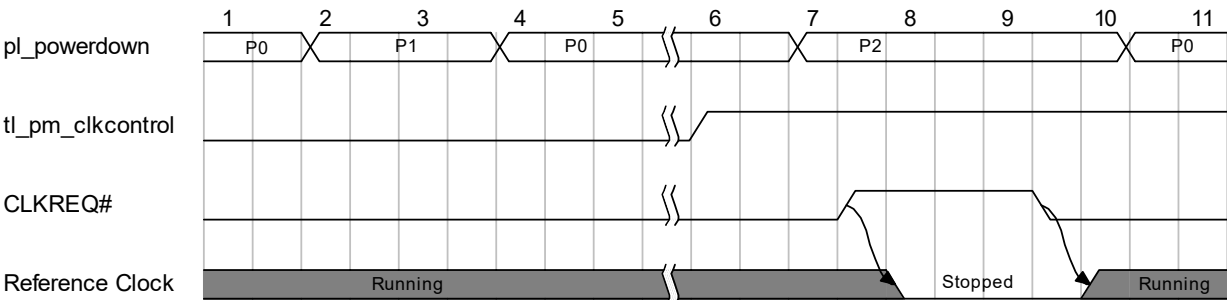 1 2 3 4 5 6 7 8 9 10 11
pl_powerdown P0 P1 P0 P2 P0
tl_pm_clkcontrol
CLKREQ#
Reference Clock Running Stopped Running